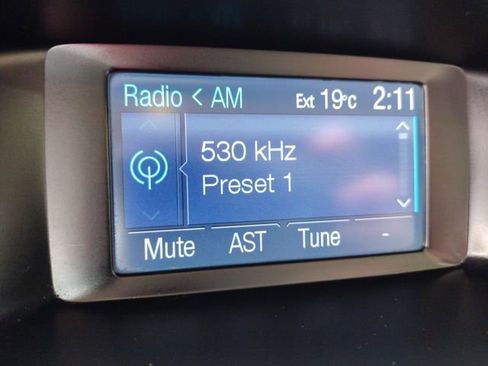 Radio < AM Ext 19°c 2:11
530 kHz
Preset 1
Mute AST Tune -